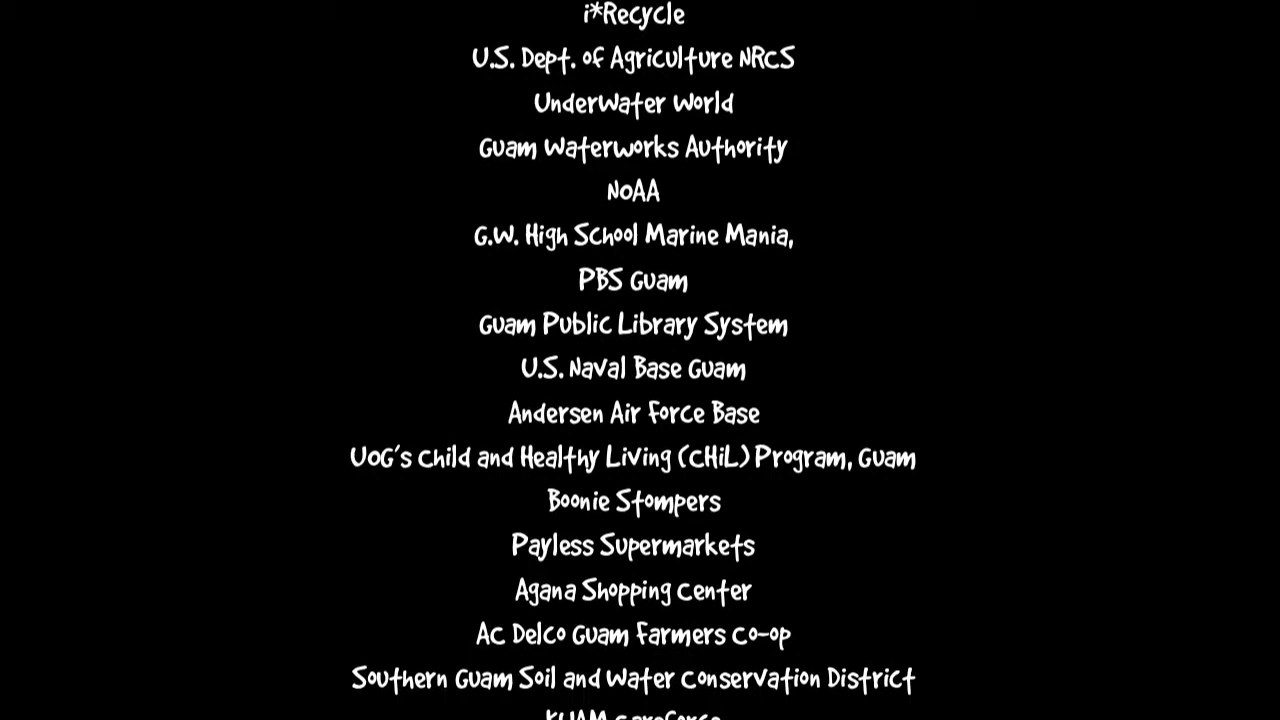 i*Recycle
U.S. Dept. of Agriculture NRCS
UnderWater World
Guam Waterworks Authority
NOAA
G.W. High School Marine Mania,
PBS Guam
Guam Public Library System
U.S. Naval Base Guam
Andersen Air Force Base
UOG's Child and Healthy Living (CHiL) Program, Guam
Boonie Stompers
Payless Supermarkets
Agana Shopping Center
AC Delco Guam Farmers Co-op
Southern Guam Soil and Water Conservation District
KUAM careforce